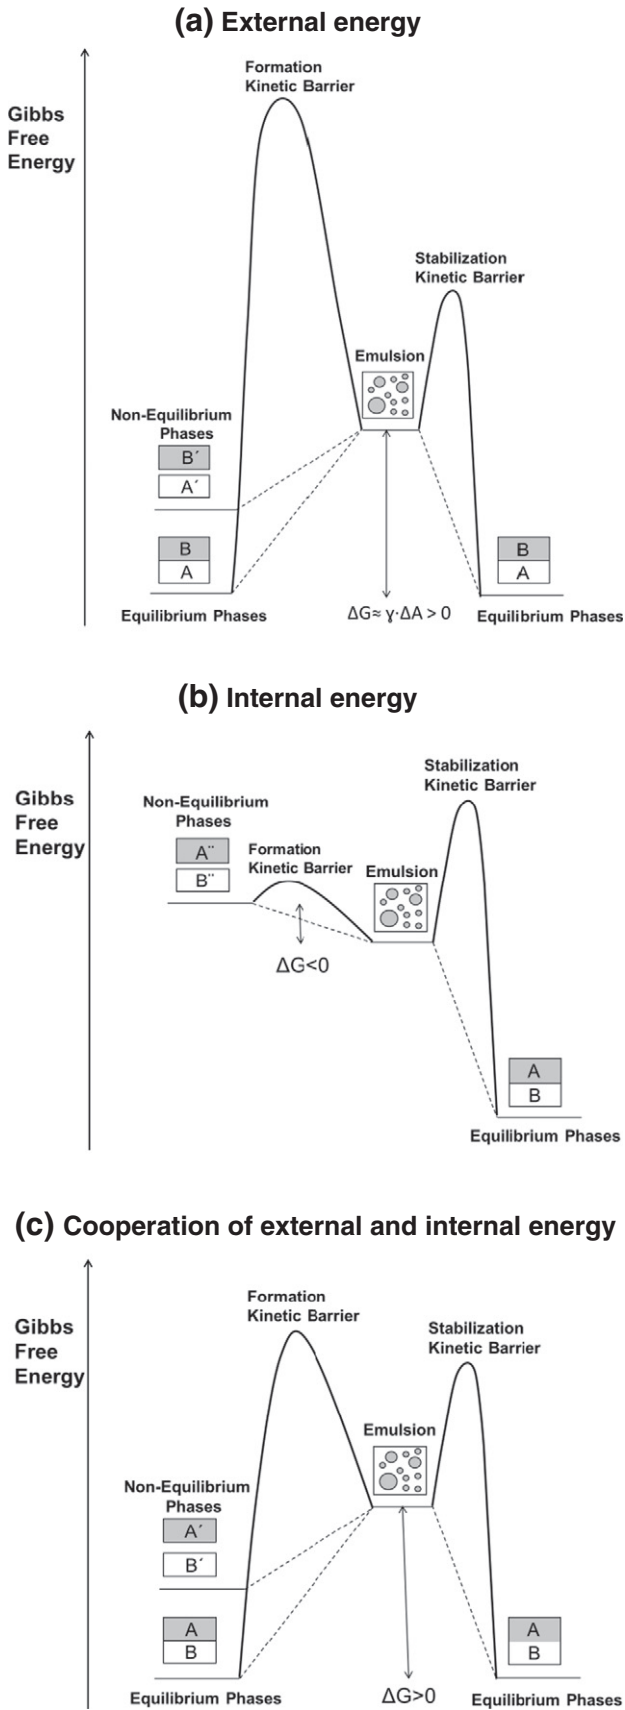 (a) External energy
Formation
Kinetic Barrier
Gibbs
Free
Energy
Stabilization
Kinetic Barrier
Emulsion
Non-Equilibrium
Phases
B´
A´
B
A
B
A
Equilibrium Phases
ΔG≈ γ·ΔA > 0
Equilibrium Phases
(b) Internal energy
Stabilization
Kinetic Barrier
Gibbs
Free
Energy
Non-Equilibrium
Phases
A¨
B¨
Formation
Kinetic Barrier
Emulsion
ΔG<0
A
B
Equilibrium Phases
(c) Cooperation of external and internal energy
Formation
Kinetic Barrier
Gibbs
Free
Energy
Stabilization
Kinetic Barrier
Emulsion
Non-Equilibrium
Phases
A´
B´
A
B
A
B
Equilibrium Phases
ΔG>0
Equilibrium Phases